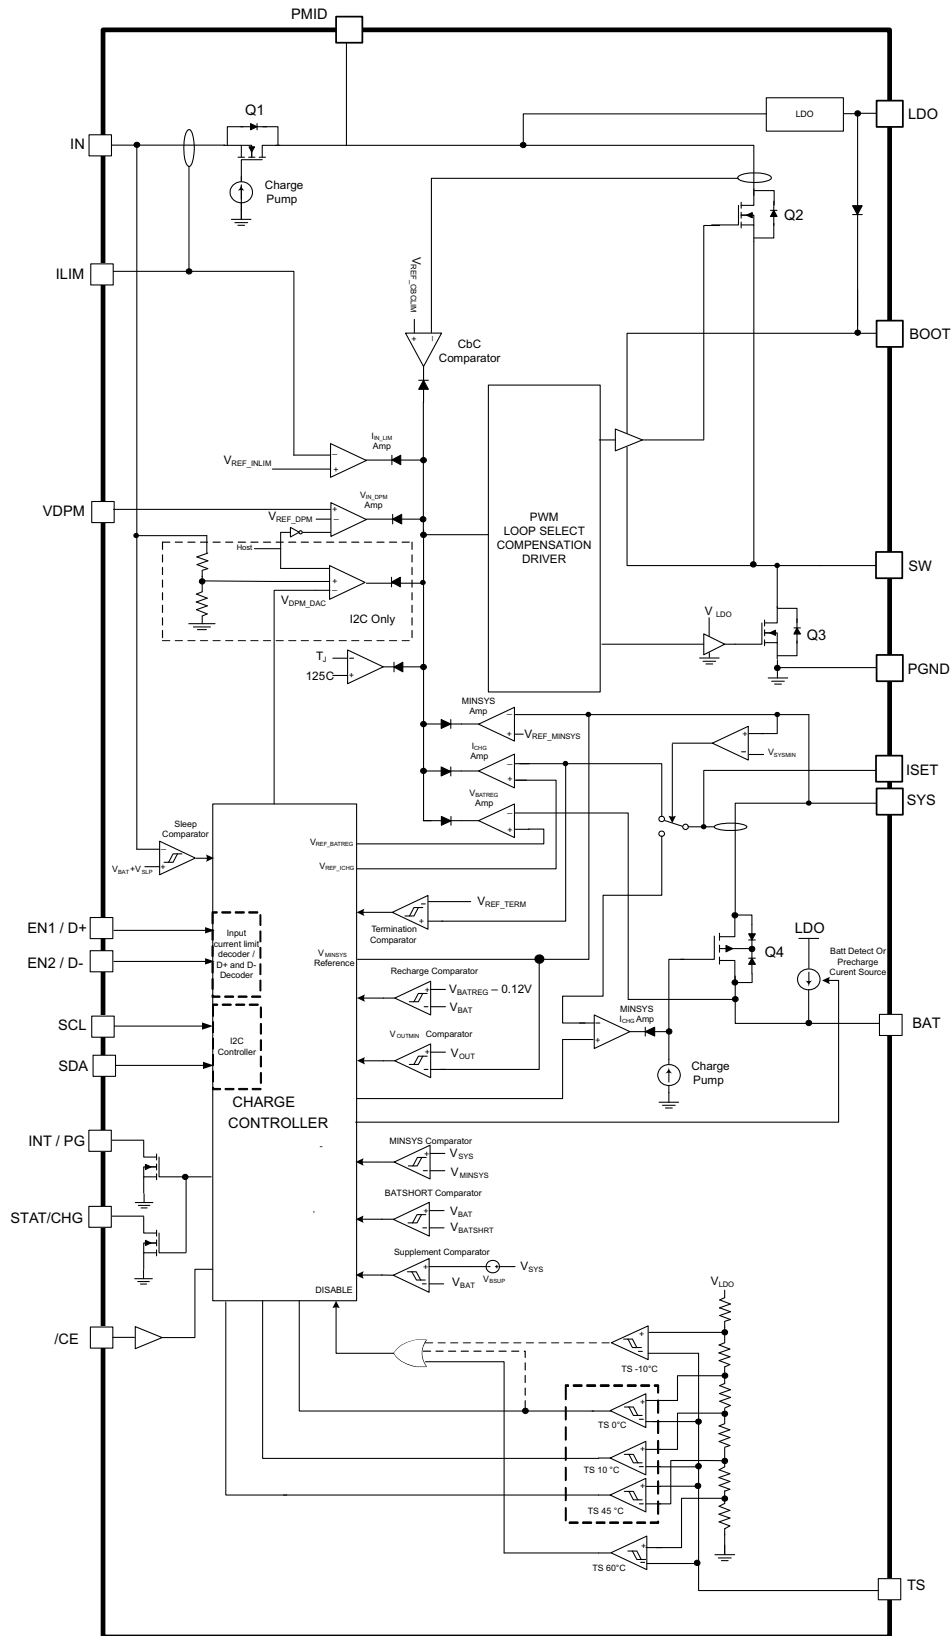 PMID
Q1
LDO
LDO
IN
Charge
Pump
Q2
ILIM
VREF_CBCLIM
BOOT
CbC
Comparator
IIN_LIM
Amp
VREF_INLIM
VIN_DPM
Amp
VDPM
VREF_DPM
PWM
LOOP SELECT
COMPENSATION
DRIVER
Host
SW
VDPM_DAC
I2C Only
V LDO
Q3
TJ
125C
PGND
MINSYS
Amp
VREF_MINSYS
VSYSMIN
ICHG
Amp
ISET
VBATREG
Amp
SYS
Sleep
Comparator
VREF_BATREG
VBAT +VSLP
VREF_ICHG
VREF_TERM
EN1 / D+
Input
current limit
decoder /
D+ and D-
Decoder
Termination
Comparator
LDO
Q4
Batt Detect Or
Precharge
Curent Source
EN2 / D-
VMINSYS
Reference
Recharge Comparator
VBATREG – 0.12V
VBAT
SCL
I2C
Controller
MINSYS
ICHG Amp
BAT
VOUTMIN Comparator
VOUT
SDA
Charge
Pump
CHARGE
CONTROLLER
INT / PG
MINSYS Comparator
VSYS
VMINSYS
BATSHORT Comparator
STAT/CHG
VBAT
VBATSHRT
Supplement Comparator
VSYS
VBSUP
VBAT
DISABLE
VLDO
/CE
TS -10°C
TS 0°C
TS 10 °C
TS 45 °C
TS 60°C
TS